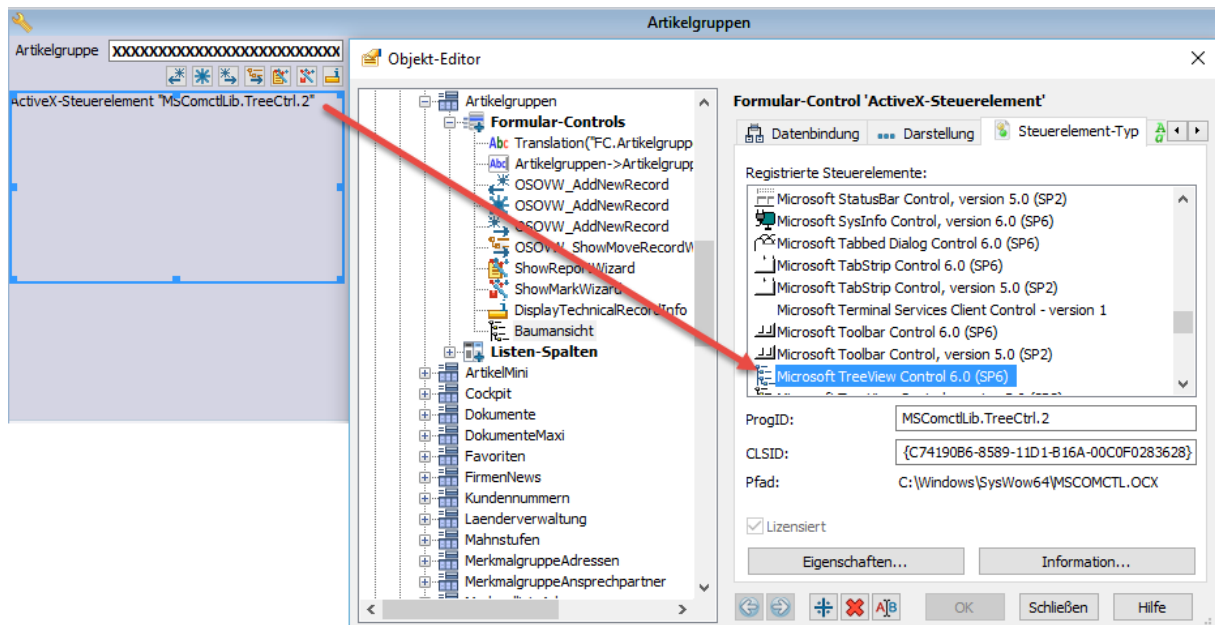 Artikelgruppen
Artikelgruppe XXXXXXXXXXXXXXXXXXXXXXXXX
ActiveX-Steuerelement "MSComctlLib.TreeCtrl.2"
Objekt-Editor
Artikelgruppen
Formular-Controls
Abc Translation("FC.Artikelgrupp
Abc Artikelgruppen->Artikelgrupp
OSOVW_AddNewRecord
OSOVW_AddNewRecord
OSOVW_AddNewRecord
OSOVW_ShowMoveRecordW
ShowReportWizard
ShowMarkWizard
DisplayTechnicalRecordInfo
Baumansicht
Listen-Spalten
ArtikelMini
Cockpit
Dokumente
DokumenteMaxi
Favoriten
FirmenNews
Kundennummern
Laenderverwaltung
Mahnstufen
MerkmalgruppeAdressen
MerkmalgruppeAnsprechpartner
Formular-Control 'ActiveX-Steuerelement'
Datenbindung Darstellung Steuerelement-Typ
Registrierte Steuerelemente:
Microsoft StatusBar Control, version 5.0 (SP2)
Microsoft SysInfo Control, version 6.0 (SP6)
Microsoft Tabbed Dialog Control 6.0 (SP6)
Microsoft TabStrip Control 6.0 (SP6)
Microsoft TabStrip Control, version 5.0 (SP2)
Microsoft Terminal Services Client Control - version 1
Microsoft Toolbar Control 6.0 (SP6)
Microsoft Toolbar Control, version 5.0 (SP2)
Microsoft TreeView Control 6.0 (SP6)
ProgID: MSComctlLib.TreeCtrl.2
CLSID: {C74190B6-8589-11D1-B16A-00C0F0283628}
Pfad: C:\Windows\SysWow64\MSCOMCTL.OCX
Lizensiert
Eigenschaften... Information...
OK Schließen Hilfe